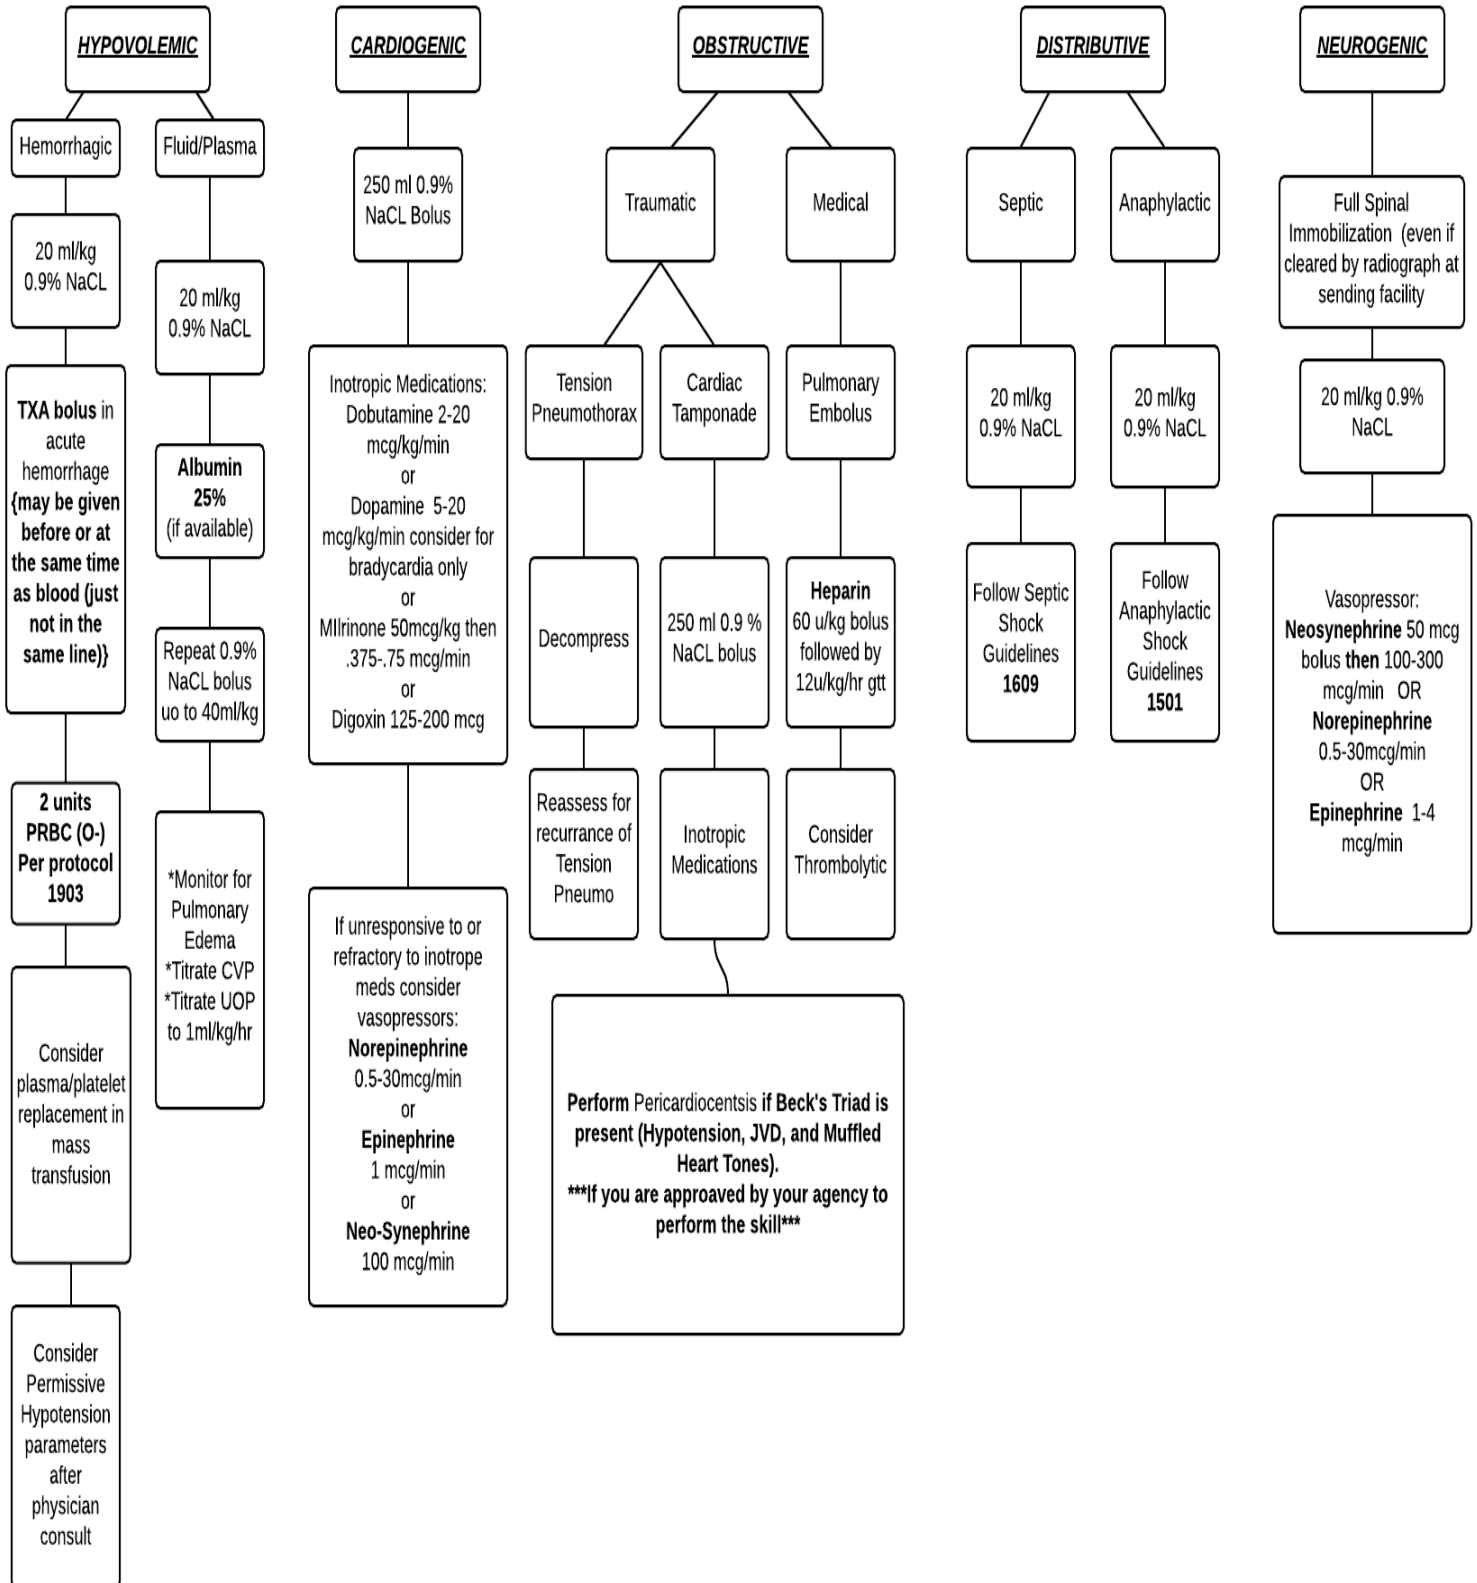 HYPOVOLEMIC
Hemorrhagic
20 ml/kg
0.9% NaCL
TXA bolus in
acute
hemorrhage
{may be given
before or at
the same time
as blood (just
not in the
same line)}
2 units
PRBC (O-)
Per protocol
1903
Consider
plasma/platelet
replacement in
mass
transfusion
Consider
Permissive
Hypotension
parameters
after
physician
consult
Fluid/Plasma
20 ml/kg
0.9% NaCL
Albumin
25%
(if available)
Repeat 0.9%
NaCL bolus
uo to 40ml/kg
*Monitor for
Pulmonary
Edema
*Titrate CVP
*Titrate UOP
to 1ml/kg/hr
CARDIOGENIC
250 ml 0.9%
NaCL Bolus
Inotropic Medications:
Dobutamine 2-20
mcg/kg/min
or
Dopamine 5-20
mcg/kg/min consider for
bradycardia only
or
MIlrinone 50mcg/kg then
.375-.75 mcg/min
or
Digoxin 125-200 mcg
If unresponsive to or
refractory to inotrope
meds consider
vasopressors:
Norepinephrine
0.5-30mcg/min
or
Epinephrine
1 mcg/min
or
Neo-Synephrine
100 mcg/min
OBSTRUCTIVE
Traumatic
Tension
Pneumothorax
Decompress
Reassess for
recurrance of
Tension
Pneumo
Cardiac
Tamponade
250 ml 0.9 %
NaCL bolus
Inotropic
Medications
Perform Pericardiocentsis if Beck's Triad is
present (Hypotension, JVD, and Muffled
Heart Tones).
***If you are approaved by your agency to
perform the skill***
Medical
Pulmonary
Embolus
Heparin
60 u/kg bolus
followed by
12u/kg/hr gtt
Consider
Thrombolytic
DISTRIBUTIVE
Septic
20 ml/kg
0.9% NaCL
Follow Septic
Shock
Guidelines
1609
Anaphylactic
20 ml/kg
0.9% NaCL
Follow
Anaphylactic
Shock
Guidelines
1501
NEUROGENIC
Full Spinal
Immobilization (even if
cleared by radiograph at
sending facility
20 ml/kg 0.9%
NaCL
Vasopressor:
Neosynephrine 50 mcg
bolus then 100-300
mcg/min OR
Norepinephrine
0.5-30mcg/min
OR
Epinephrine 1-4
mcg/min